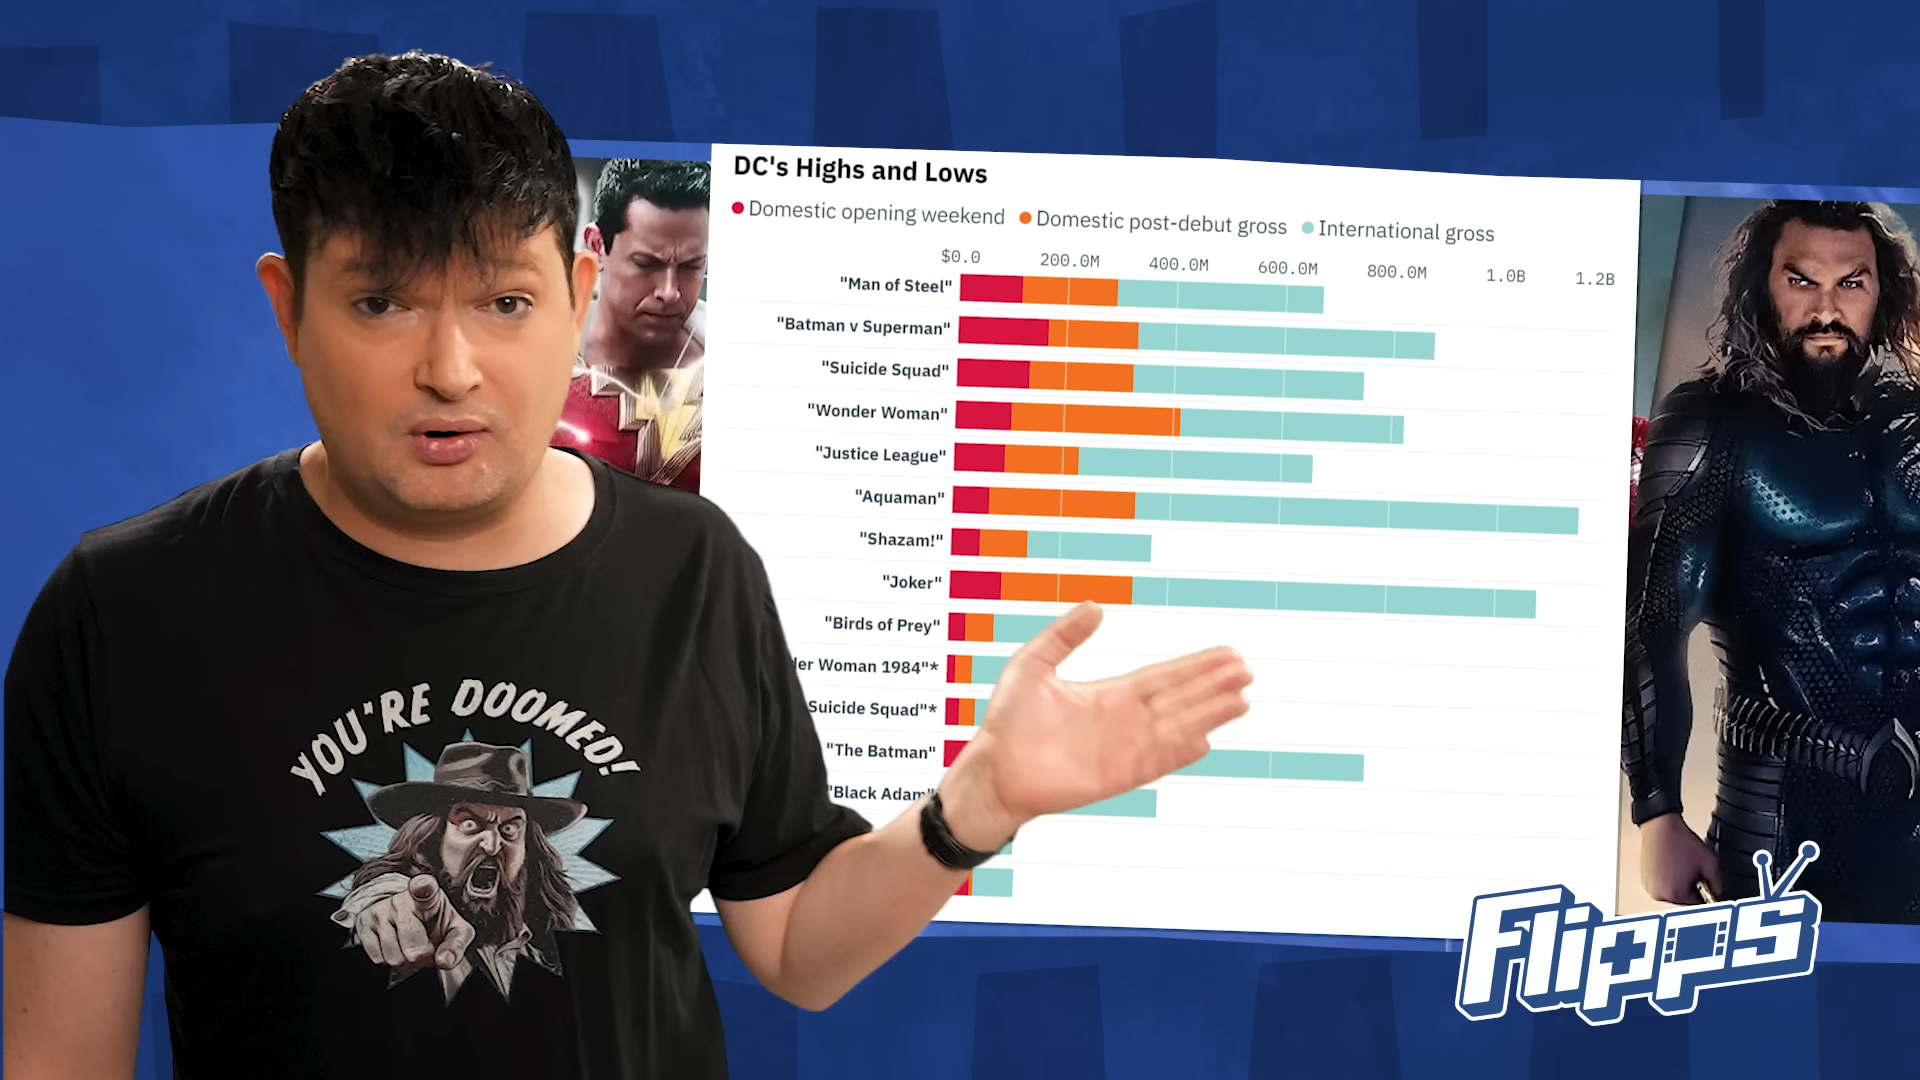 DC's Highs and Lows
Domestic opening weekend Domestic post-debut gross International gross
$0.0 200.0M 400.0M 600.0M 800.0M 1.0B 1.2B
"Man of Steel"
"Batman v Superman"
"Suicide Squad"
"Wonder Woman"
"Justice League"
"Aquaman"
"Shazam!"
"Joker"
"Birds of Prey"
Woman 1984"*
Suicide Squad"*
"The Batman"
"Black Adam"
YOU'RE DOOMED!
Flipps